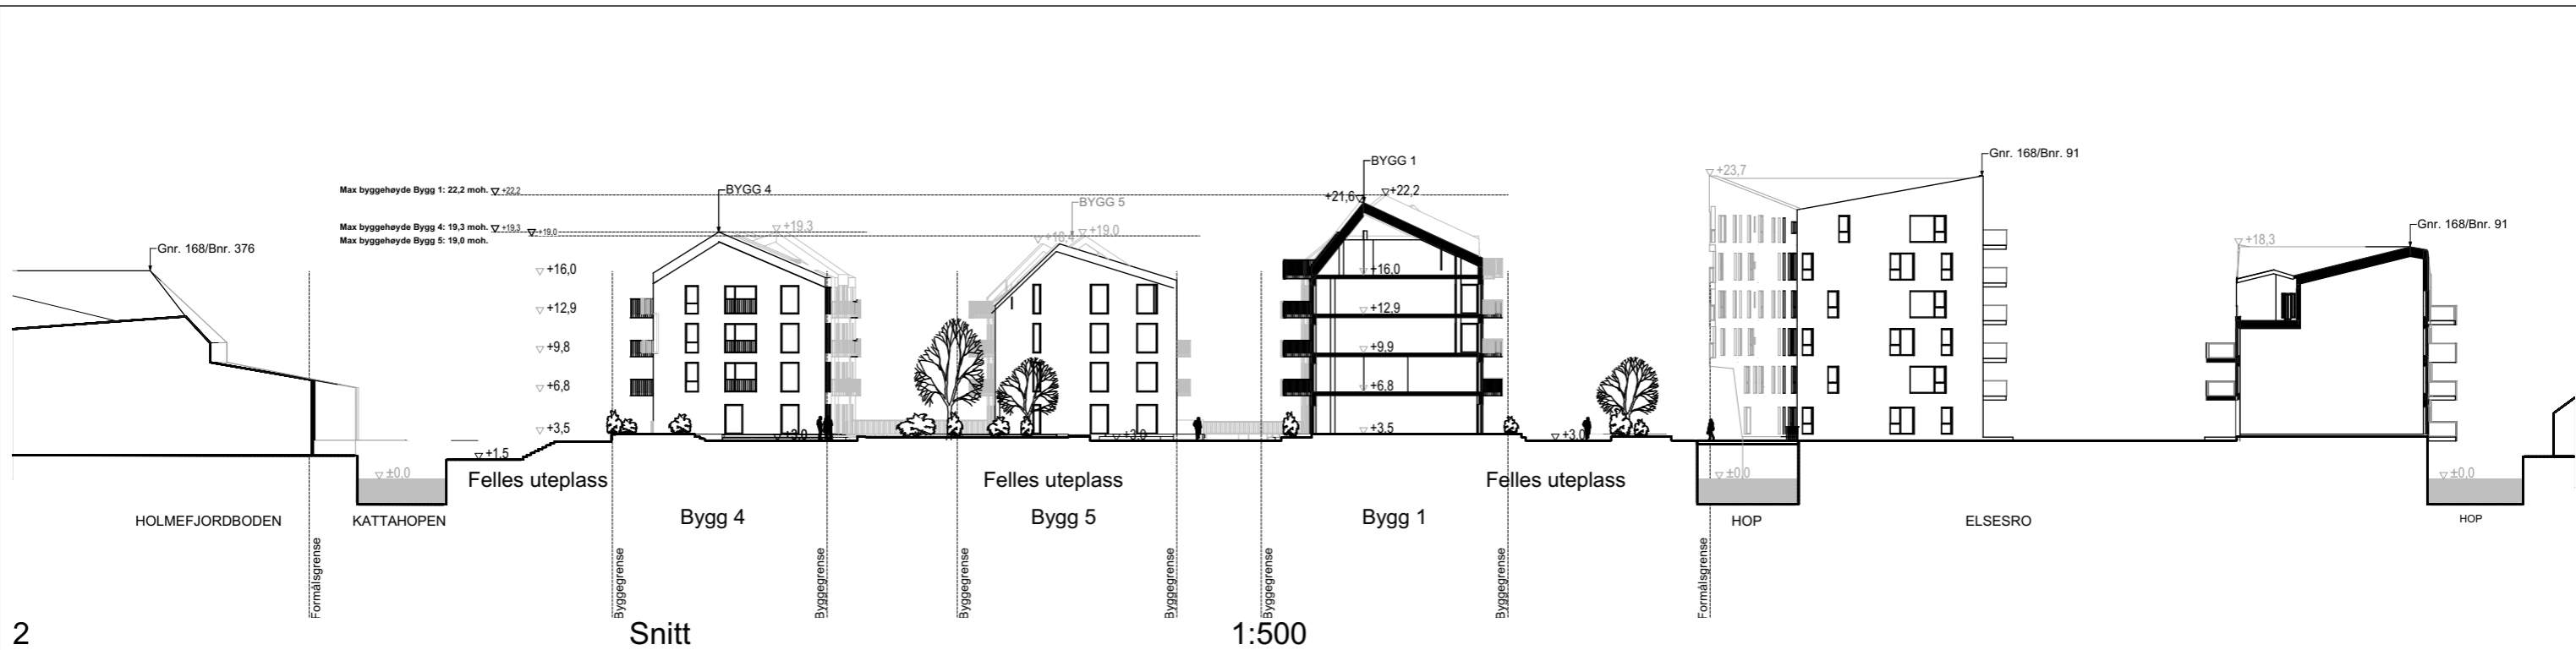 Gnr. 168/Bnr. 91
BYGG 1
+23,7
Max byggehøyde Bygg 1: 22,2 moh. +22,2
BYGG 4
+21,6
+22,2
BYGG 5
Max byggehøyde Bygg 4: 19,3 moh. +19,3
+19,0
+19,3
+19,0
Gnr. 168/Bnr. 91
Max byggehøyde Bygg 5: 19,0 moh.
+18,3
Gnr. 168/Bnr. 376
+16,0
+16,0
+12,9
+12,9
+9,8
+9,9
+6,8
+6,8
+3,5
+3,0
+3,0
+3,5
+3,0
+1,5
±0,0
±0,0
±0,0
Felles uteplass
Felles uteplass
Felles uteplass
HOLMEFJORDBODEN
KATTAHOPEN
Bygg 4
Bygg 5
Bygg 1
HOP
ELSESRO
HOP
Formålsgrense
Byggegrense
Byggegrense
Byggegrense
Byggegrense
Byggegrense
Byggegrense
Formålsgrense
2
Snitt
1:500